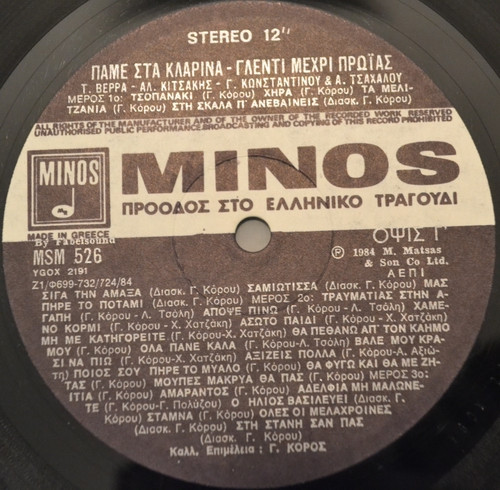 STEREO 12''
ΠΑΜΕ ΣΤΑ ΚΛΑΡΙΝΑ - ΓΛΕΝΤΙ ΜΕΧΡΙ ΠΡΩΪΑΣ
Τ. ΒΕΡΡΑ - ΑΛ. ΚΙΤΣΑΚΗΣ - Γ. ΚΩΝΣΤΑΝΤΙΝΟΥ & Α. ΤΣΑΧΑΛΟΥ
ΜΕΡΟΣ 1ο: ΤΣΟΠΑΝΑΚΙ (Γ. Κόρου) ΧΗΡΑ (Γ. Κόρου) ΤΑ ΜΕΛΙ-
ΤΖΑΝΙΑ (Γ. Κόρου) ΣΤΗ ΣΚΑΛΑ Π' ΑΝΕΒΑΙΝΕΙΣ (Διασκ. Γ. Κόρου)
ALL RIGHTS OF THE MANUFACTURER AND OF THE OWNER OF THE RECORDED WORK RESERVED
UNAUTHORISED PUBLIC PERFORMANCE, BROADCASTING AND COPYING OF THIS RECORD PROHIBITED
MINOS
MINOS
ΠΡΟΟΔΟΣ ΣΤΟ ΕΛΛΗΝΙΚΟ ΤΡΑΓΟΥΔΙ
MADE IN GREECE
By Fabelsound
MSM 526
YGOX 2191
Ζ1/Φ699-732/724/84
ΟΨΙΣ Γ'
℗ 1984 M. Matsas
& Son Co Ltd.
ΑΕΠΙ
ΣΙΓΑ ΤΗΝ ΑΜΑΞΑ (Διασκ. Γ. Κόρου) ΣΑΜΙΩΤΙΣΣΑ (Διασκ. Γ. Κόρου) ΜΑΣ
ΠΗΡΕ ΤΟ ΠΟΤΑΜΙ (Διασκ. Γ. Κόρου) ΜΕΡΟΣ 2ο: ΤΡΑΥΜΑΤΙΑΣ ΣΤΗΝ Α-
ΓΑΠΗ (Γ. Κόρου - Λ. Τσόλη) ΑΠΟΨΕ ΠΙΝΩ (Γ. Κόρου - Λ. Τσόλη) ΧΑΜΕ-
ΝΟ ΚΟΡΜΙ (Γ. Κόρου - Χ. Χατζάκη) ΑΣΩΤΟ ΠΑΙΔΙ (Γ. Κόρου - Χ. Χατζάκη)
ΜΗ ΜΕ ΚΑΤΗΓΟΡΕΙΤΕ (Γ. Κόρου-Χ. Χατζάκη) ΘΑ ΠΕΘΑΝΩ ΑΠ' ΤΟΝ ΚΑΗΜΟ
ΜΟΥ (Γ. Κόρου) ΟΛΑ ΠΑΝΕ ΚΑΛΑ (Γ. Κόρου-Λ. Τσόλη) ΒΑΛΕ ΜΟΥ ΚΡΑ-
ΣΙ ΝΑ ΠΙΩ (Γ. Κόρου-Χ. Χατζάκη) ΑΞΙΖΕΙΣ ΠΟΛΛΑ (Γ. Κόρου-Α. Αξιώ-
τη) ΠΟΙΟΣ ΣΟΥ ΠΗΡΕ ΤΟ ΜΥΑΛΟ (Γ. Κόρου) ΘΑ ΦΥΓΩ ΚΑΙ ΘΑ ΜΕ ΖΗ-
ΤΑΣ (Γ. Κόρου) ΜΟΥΠΕΣ ΜΑΚΡΥΑ ΘΑ ΠΑΣ (Γ. Κόρου) ΜΕΡΟΣ 3ο:
ΕΤΙΑ (Γ. Κόρου) ΑΜΑΡΑΝΤΟΣ (Γ. Κόρου) ΑΔΕΛΦΙΑ ΜΗ ΜΑΛΩΝΕ-
ΤΕ (Γ. Κόρου-Γ. Πολύζου) Ο ΗΛΙΟΣ ΒΑΣΙΛΕΥΕΙ (Γ. Κόρου)
ΣΤΑΜΝΑ (Γ. Κόρου) ΟΛΕΣ ΟΙ ΜΕΛΑΧΡΟΙΝΕΣ
(Διασκ. Γ. Κόρου) ΣΤΗ ΣΤΑΝΗ ΣΑΝ ΠΑΣ
(Διασκ. Γ. Κόρου)
Καλλ. Επιμέλεια : Γ. ΚΟΡΟΣ